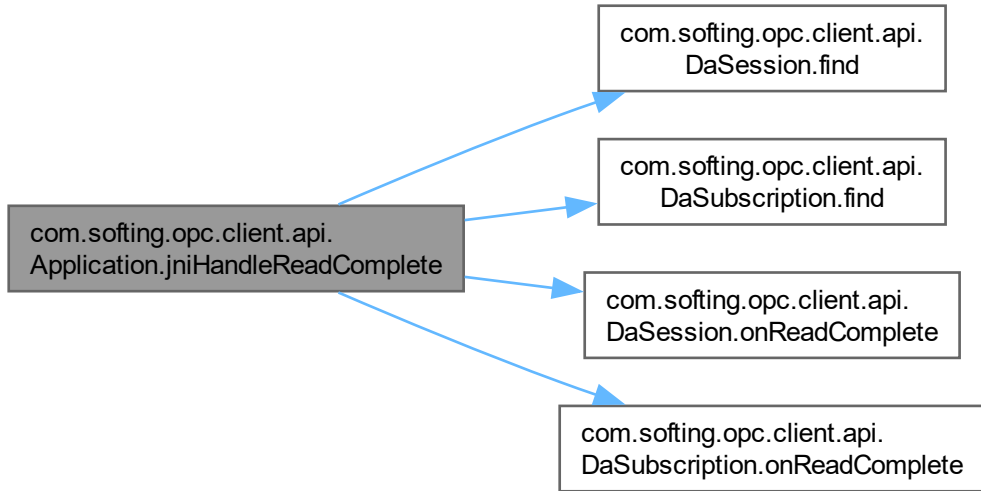 com.softing.opc.client.api.
DaSession.find
com.softing.opc.client.api.
DaSubscription.find
com.softing.opc.client.api.
Application.jniHandleReadComplete
com.softing.opc.client.api.
DaSession.onReadComplete
com.softing.opc.client.api.
DaSubscription.onReadComplete